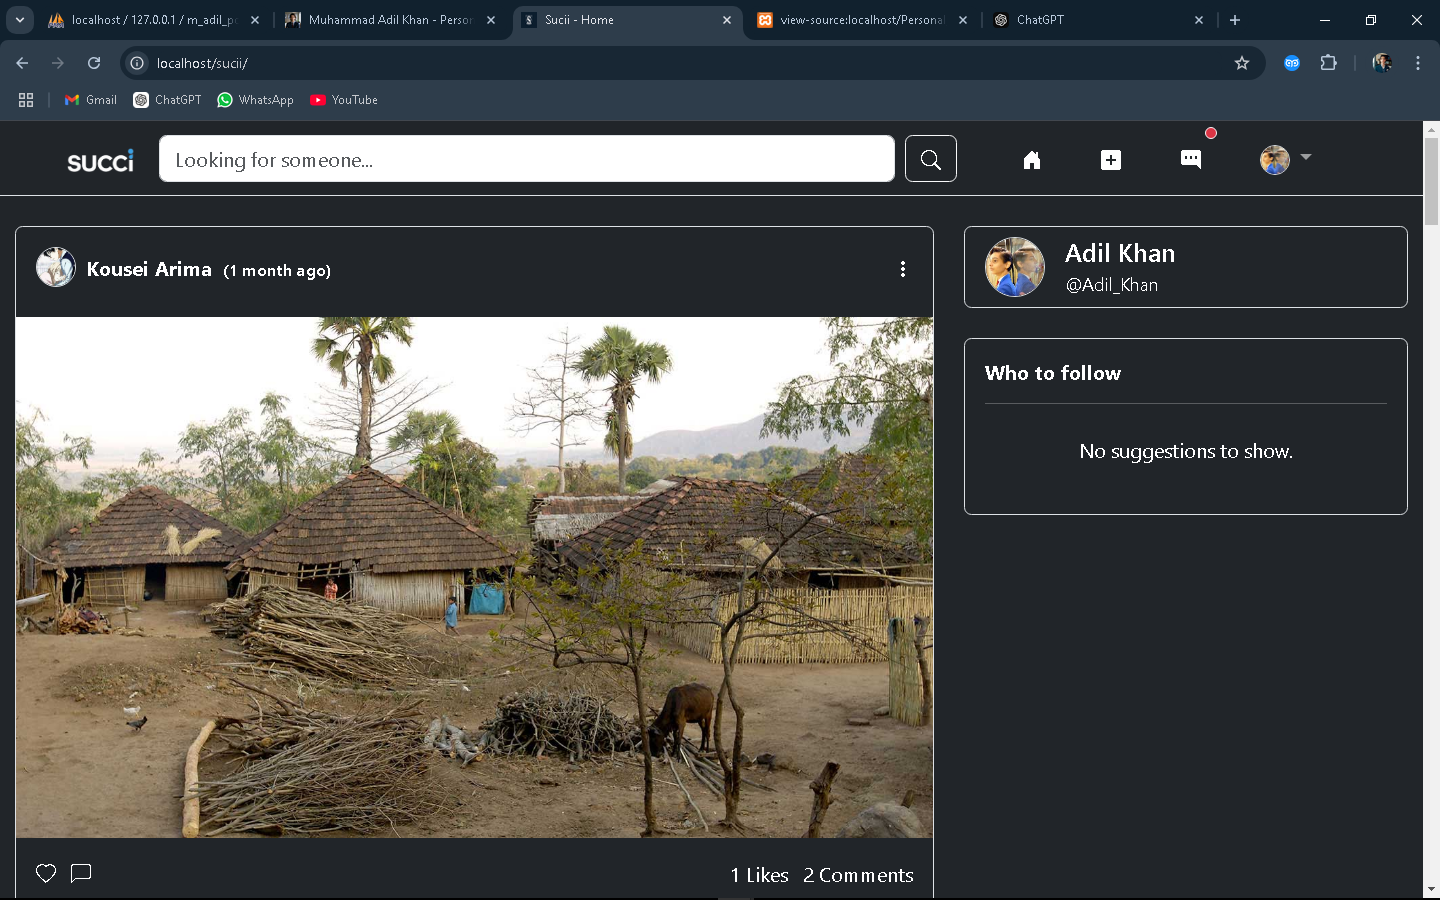 localhost / 127.0.0.1 / m_adil_po
Muhammad Adil Khan - Person
Sucii - Home
view-source:localhost/Personal
ChatGPT
localhost/sucii/
Gmail
ChatGPT
WhatsApp
YouTube
succi
Looking for someone...
Kousei Arima (1 month ago)
Adil Khan
@Adil_Khan
Who to follow
No suggestions to show.
1 Likes 2 Comments